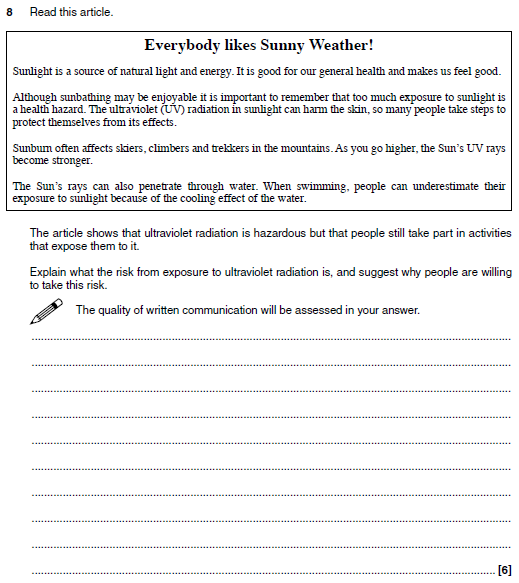 8 Read this article.
Everybody likes Sunny Weather!
Sunlight is a source of natural light and energy. It is good for our general health and makes us feel good.
Although sunbathing may be enjoyable it is important to remember that too much exposure to sunlight is
a health hazard. The ultraviolet (UV) radiation in sunlight can harm the skin, so many people take steps to
protect themselves from its effects.
Sunburn often affects skiers, climbers and trekkers in the mountains. As you go higher, the Sun's UV rays
become stronger.
The Sun's rays can also penetrate through water. When swimming, people can underestimate their
exposure to sunlight because of the cooling effect of the water.
The article shows that ultraviolet radiation is hazardous but that people still take part in activities
that expose them to it.
Explain what the risk from exposure to ultraviolet radiation is, and suggest why people are willing
to take this risk.
The quality of written communication will be assessed in your answer.
[6]